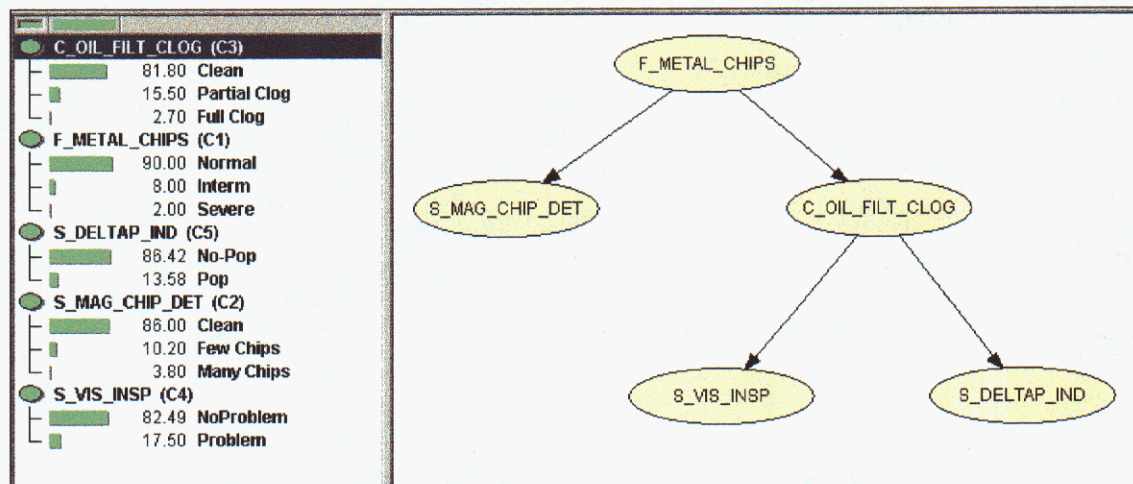 C_OIL_FILT_CLOG (C3)
81.80 Clean
15.50 Partial Clog
2.70 Full Clog
F_METAL_CHIPS (C1)
90.00 Normal
8.00 Interm
2.00 Severe
S_DELTAP_IND (C5)
86.42 No-Pop
13.58 Pop
S_MAG_CHIP_DET (C2)
86.00 Clean
10.20 Few Chips
3.80 Many Chips
S_VIS_INSP (C4)
82.49 NoProblem
17.50 Problem
F_METAL_CHIPS
S_MAG_CHIP_DET
C_OIL_FILT_CLOG
S_VIS_INSP
S_DELTAP_IND